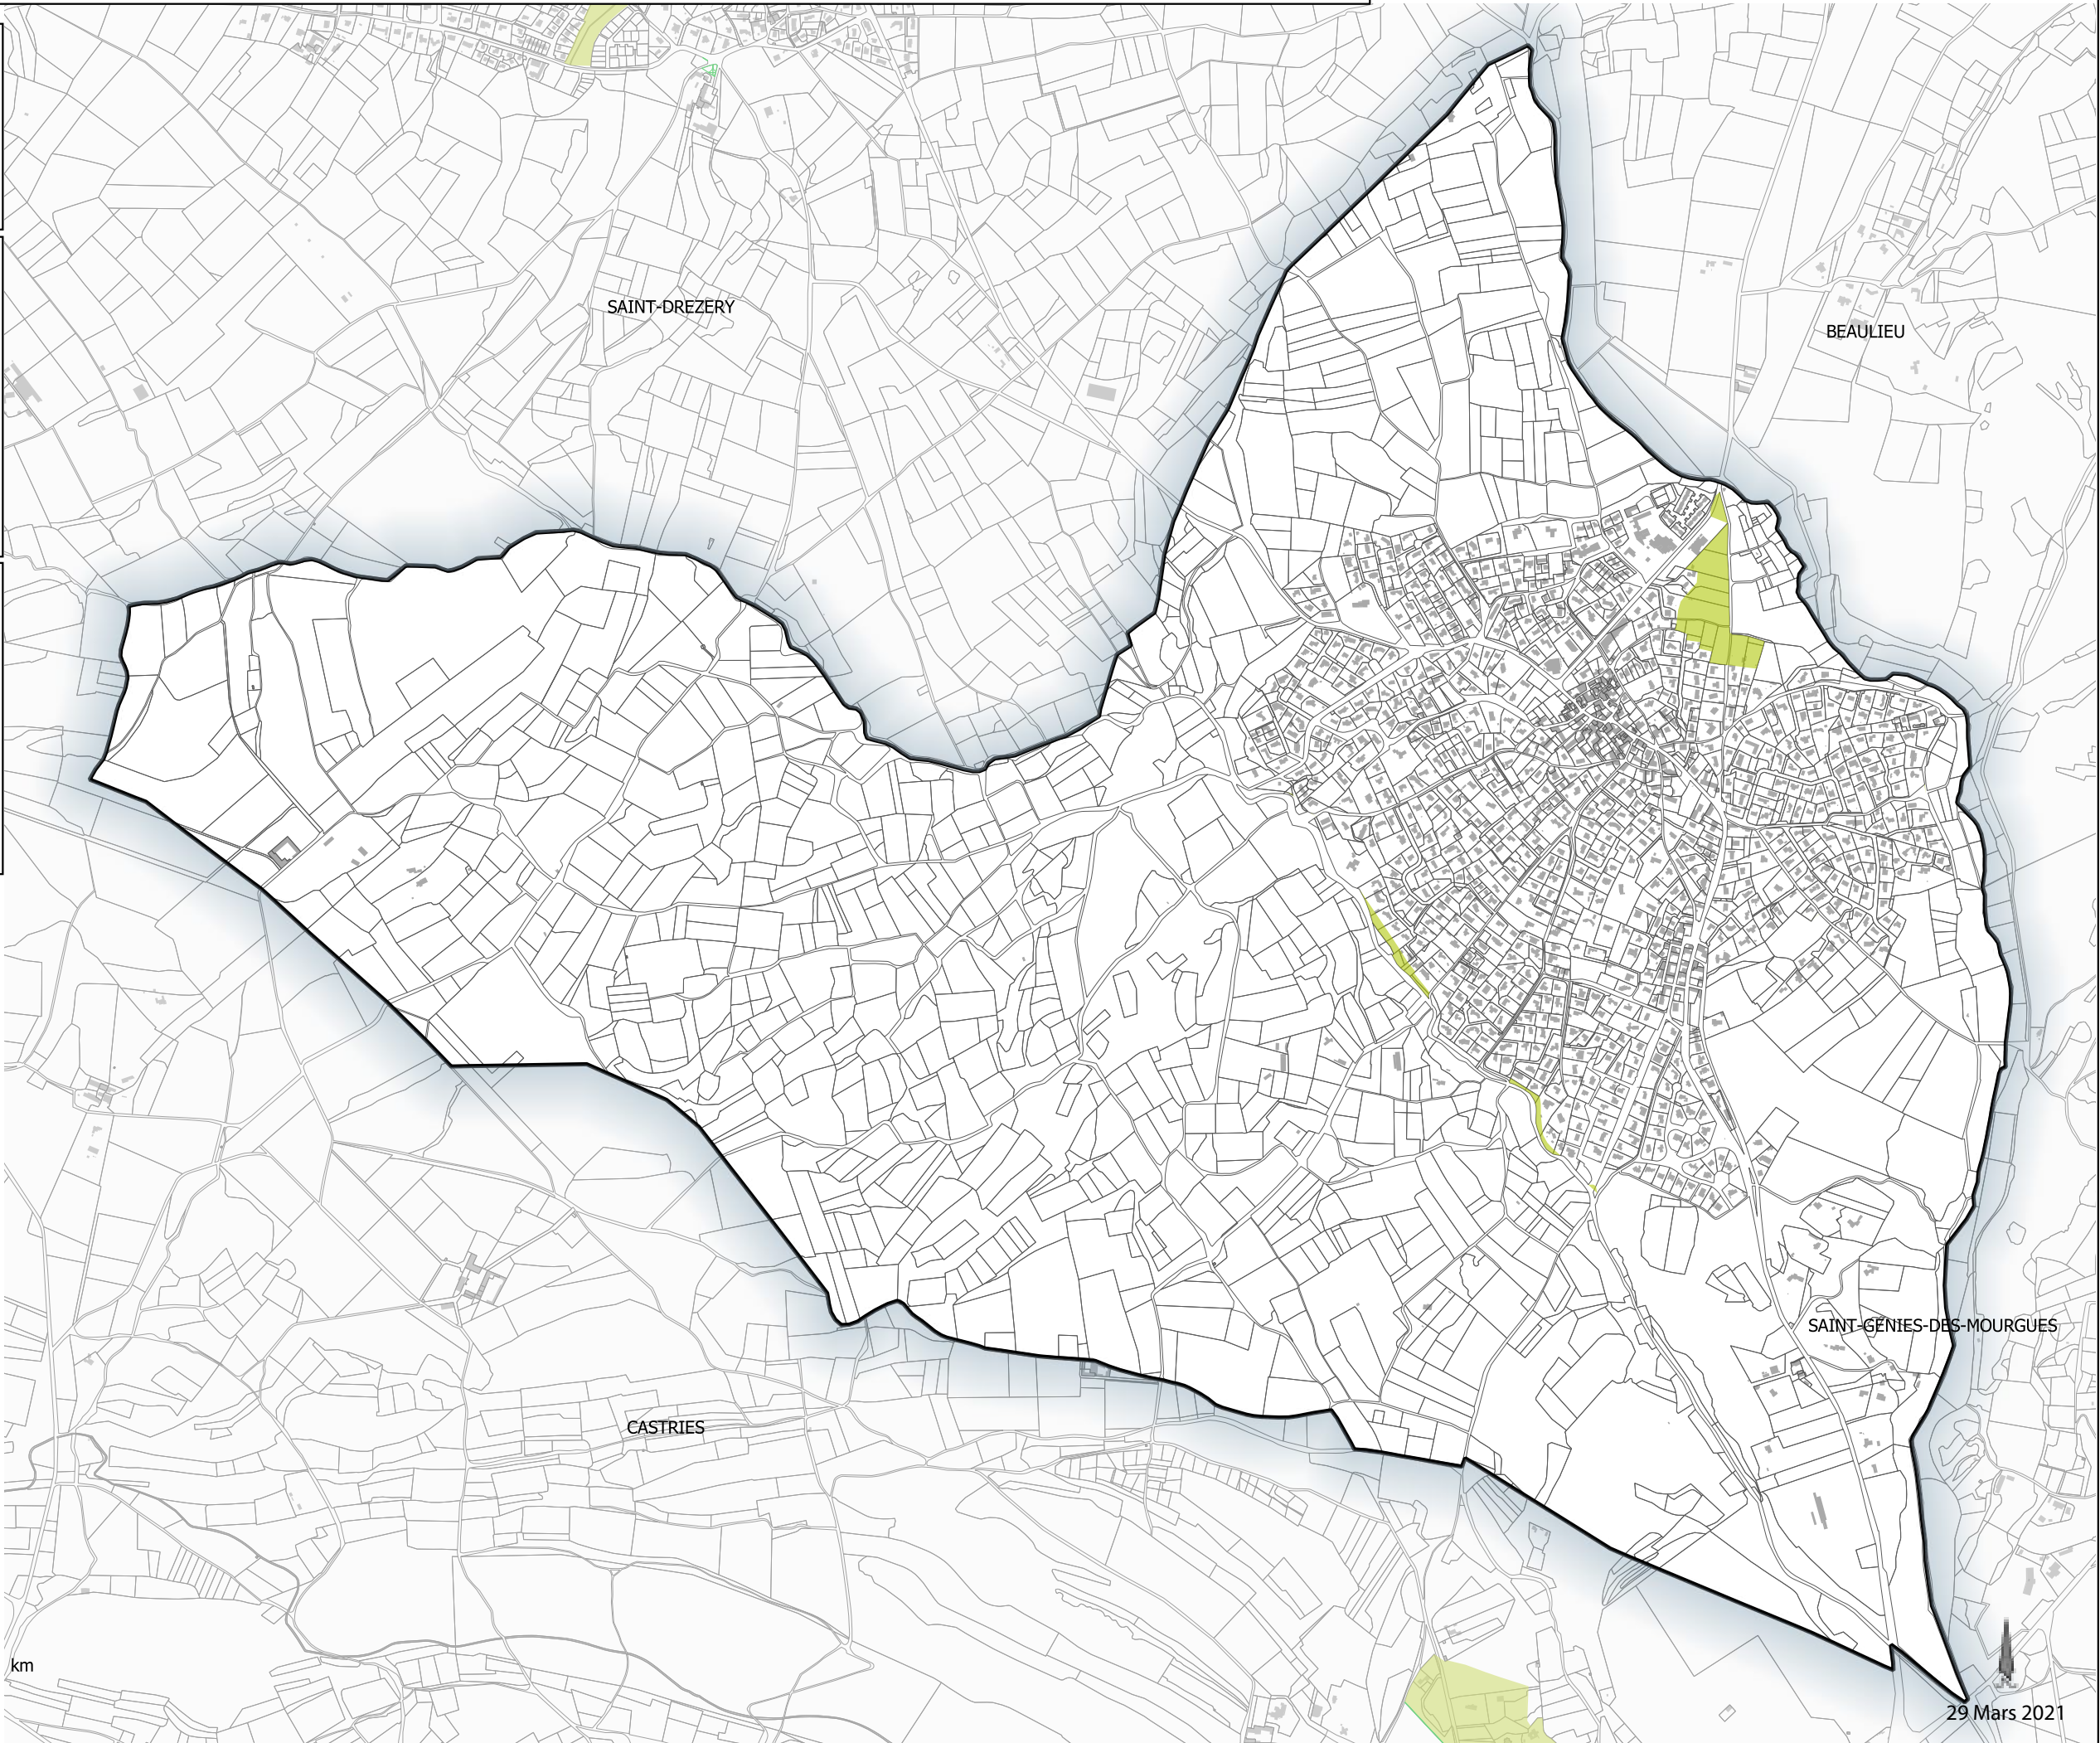 SAINT-DREZERY
BEAULIEU
SAINT-GENIES-DES-MOURGUES
CASTRIES
km
29 Mars 2021